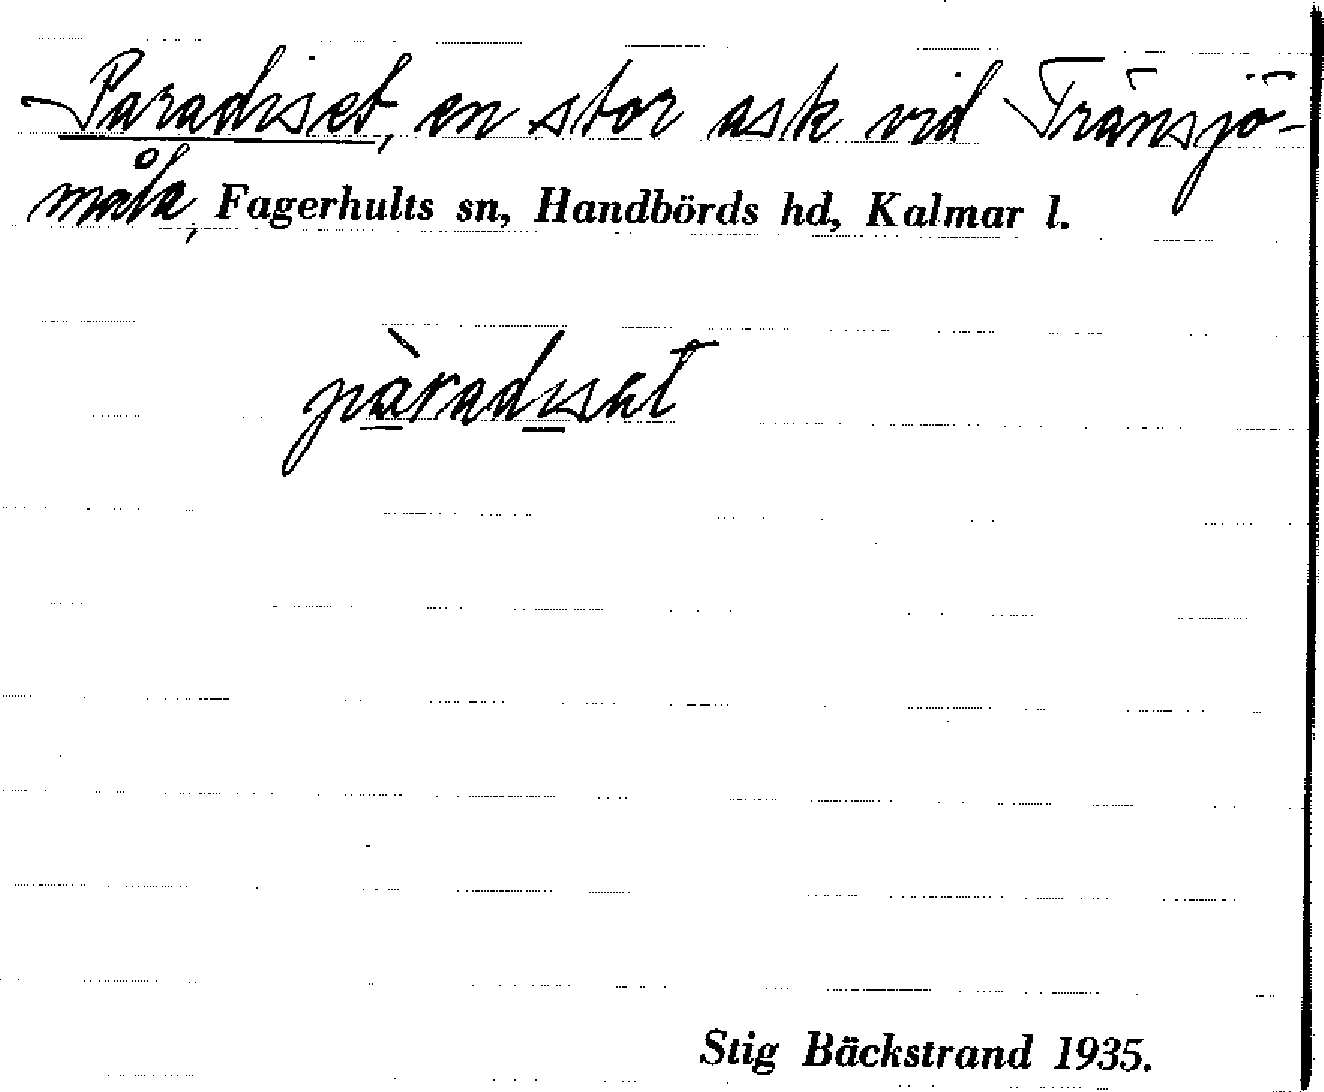 Paradiset, en stor ask vid Tränsjö-
måla, Fagerhults sn, Handbörds hd, Kalmar l.
pàradiset
Stig Bäckstrand 1935.